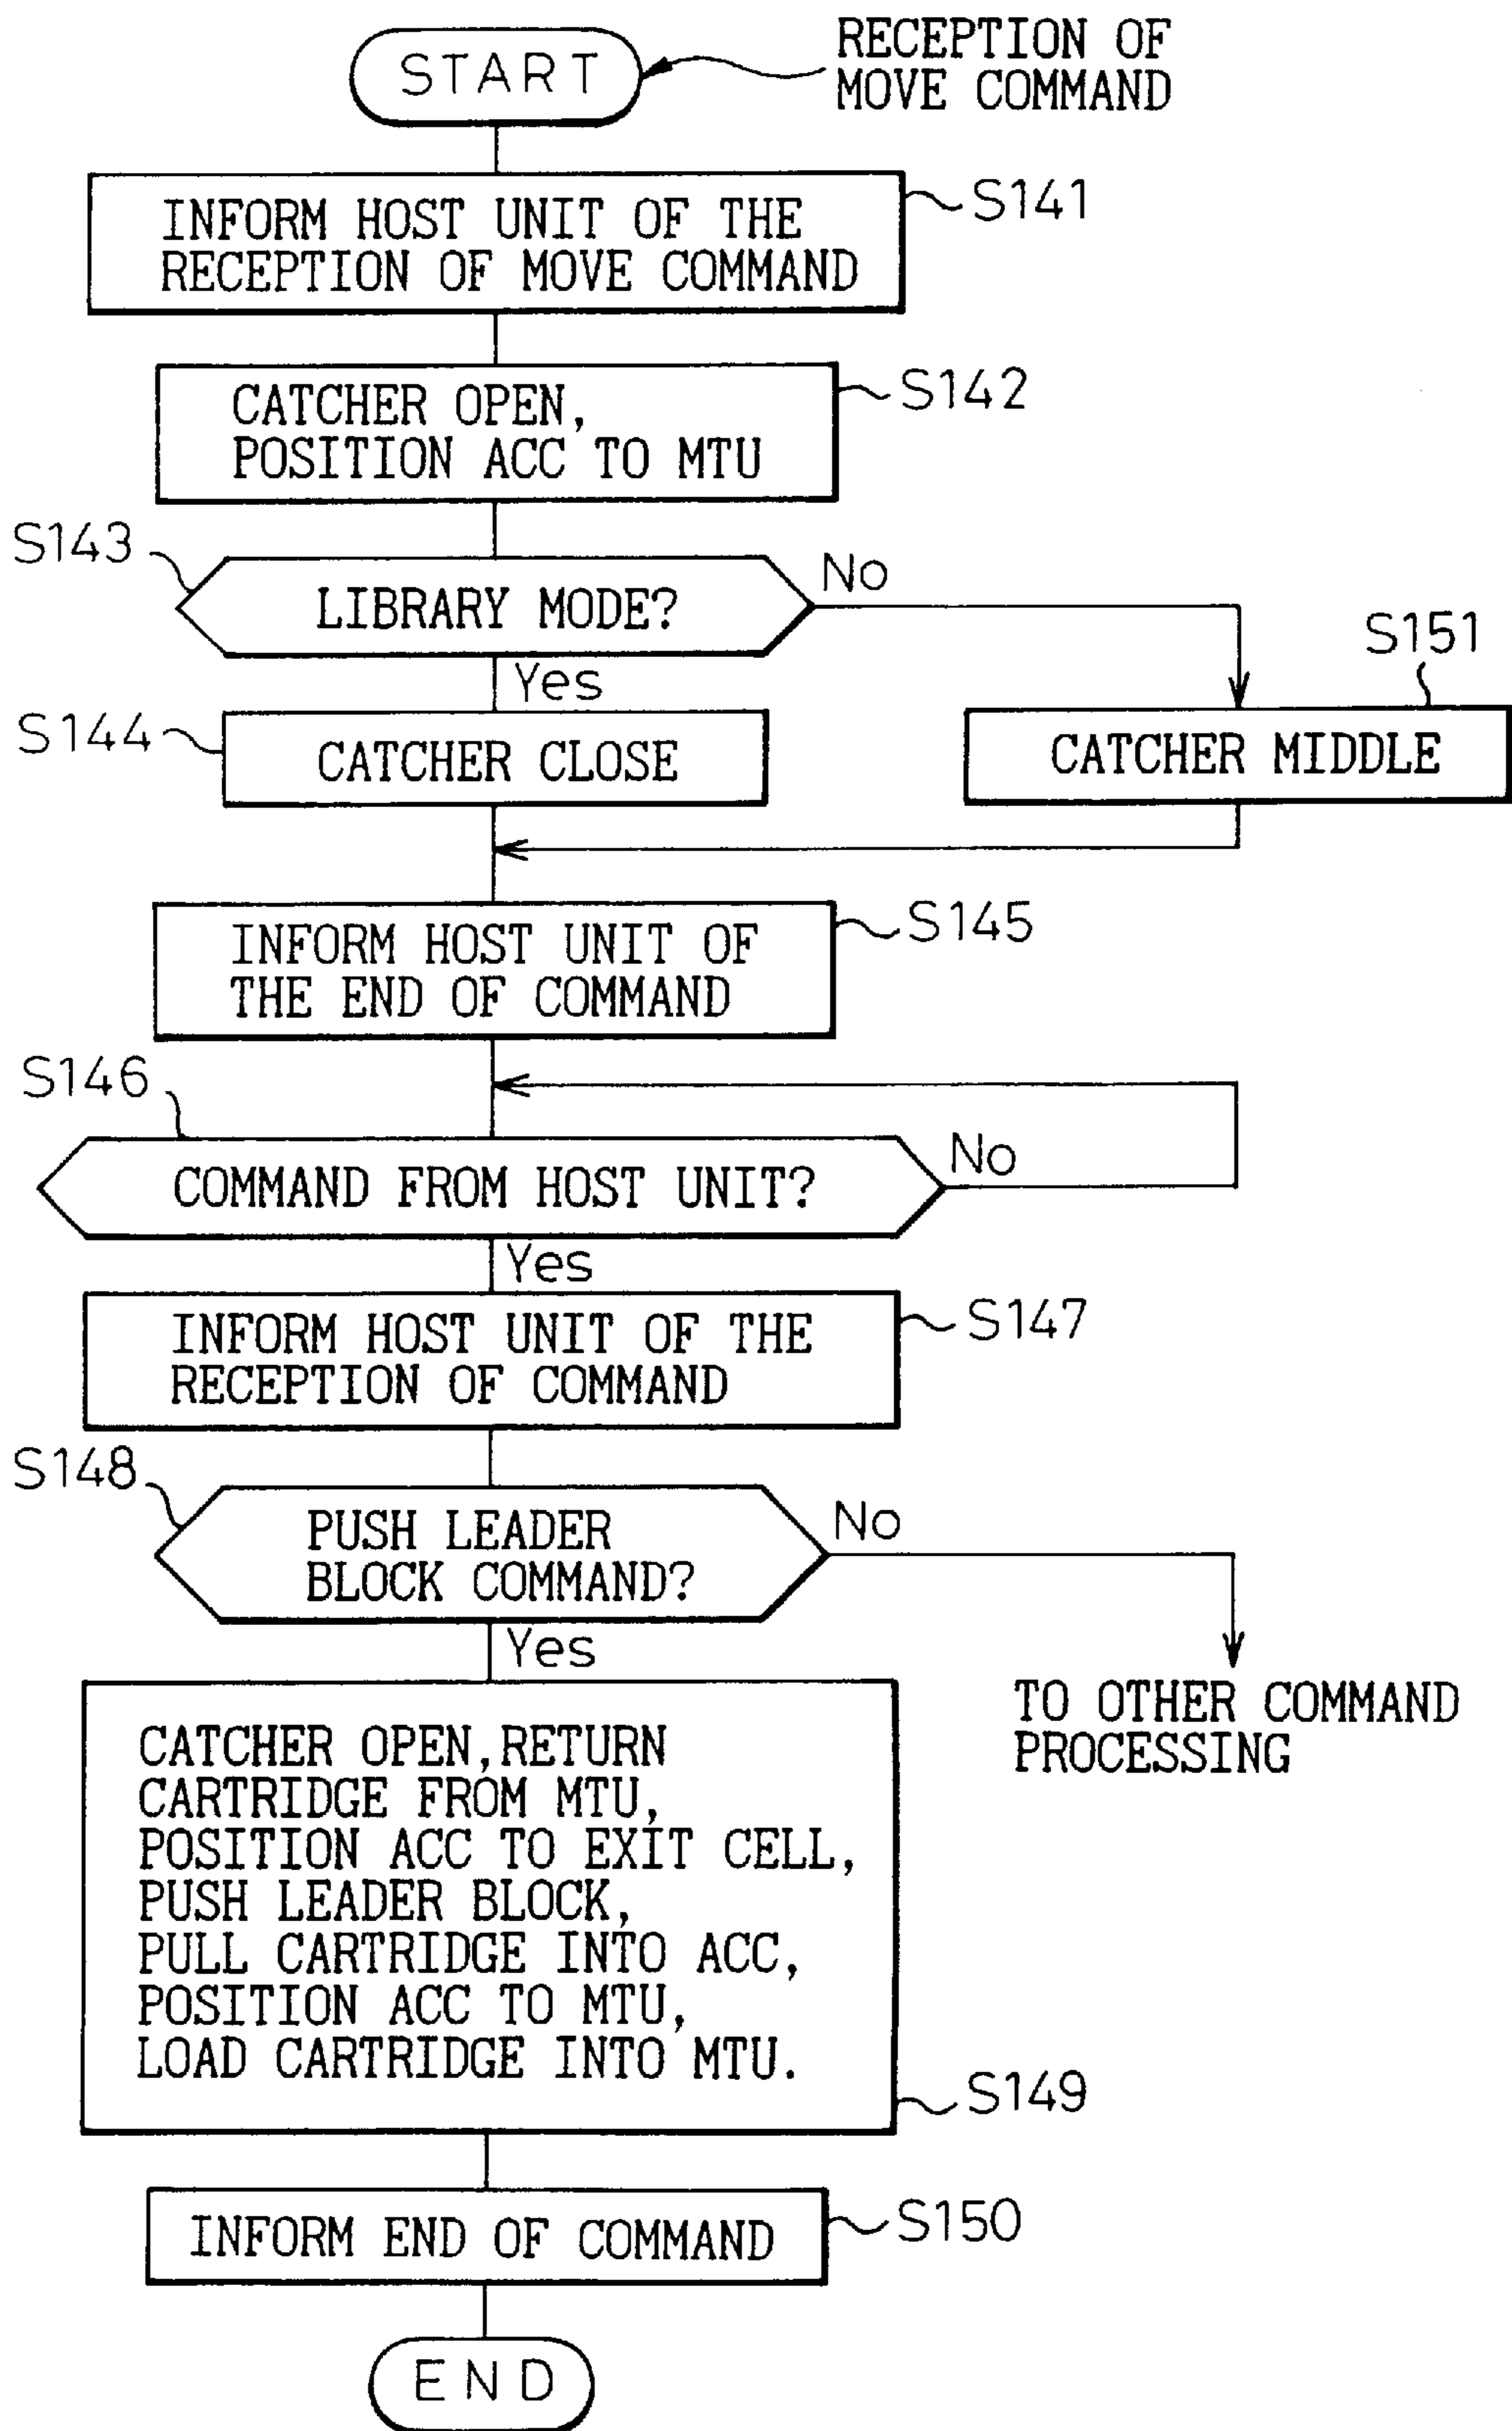 START
RECEPTION OF
MOVE COMMAND
INFORM HOST UNIT OF THE
RECEPTION OF MOVE COMMAND
S141
CATCHER OPEN,
POSITION ACC TO MTU
S142
S143
LIBRARY MODE?
No
Yes
S151
S144
CATCHER CLOSE
CATCHER MIDDLE
INFORM HOST UNIT OF
THE END OF COMMAND
S145
S146
COMMAND FROM HOST UNIT?
No
Yes
INFORM HOST UNIT OF THE
RECEPTION OF COMMAND
S147
S148
PUSH LEADER
BLOCK COMMAND?
No
Yes
TO OTHER COMMAND
PROCESSING
CATCHER OPEN,RETURN
CARTRIDGE FROM MTU,
POSITION ACC TO EXIT CELL,
PUSH LEADER BLOCK,
PULL CARTRIDGE INTO ACC,
POSITION ACC TO MTU,
LOAD CARTRIDGE INTO MTU.
S149
INFORM END OF COMMAND
S150
END